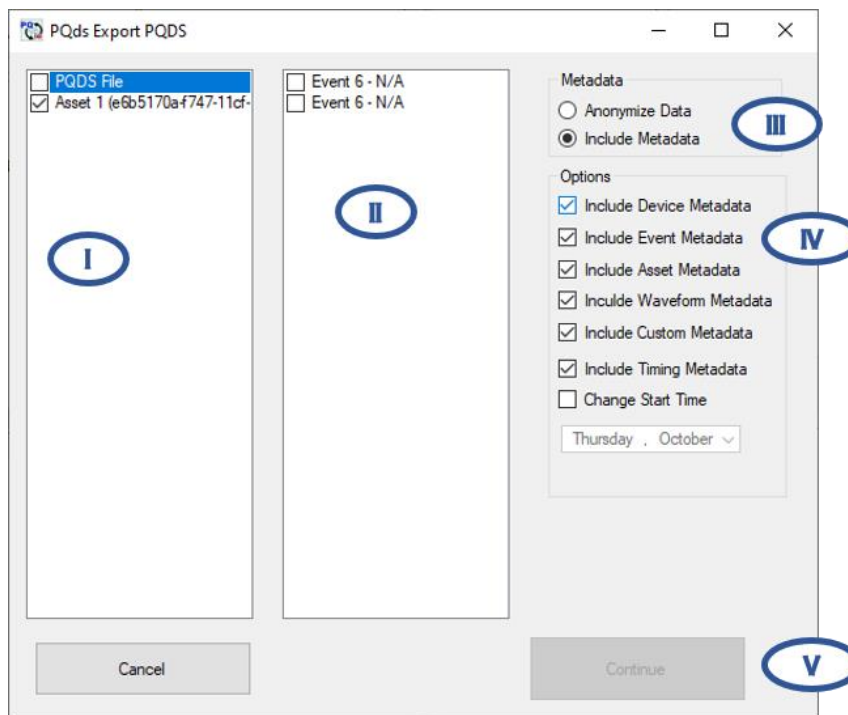 PQds Export PQDS
PQDS File
Asset 1 (e6b5170a-f747-11cf-
I
Event 6 - N/A
Event 6 - N/A
II
Metadata
Anonymize Data
Include Metadata
III
Options
Include Device Metadata
Include Event Metadata
Include Asset Metadata
Inculde Waveform Metadata
Include Custom Metadata
Include Timing Metadata
Change Start Time
Thursday , October
IV
Cancel
Continue
V